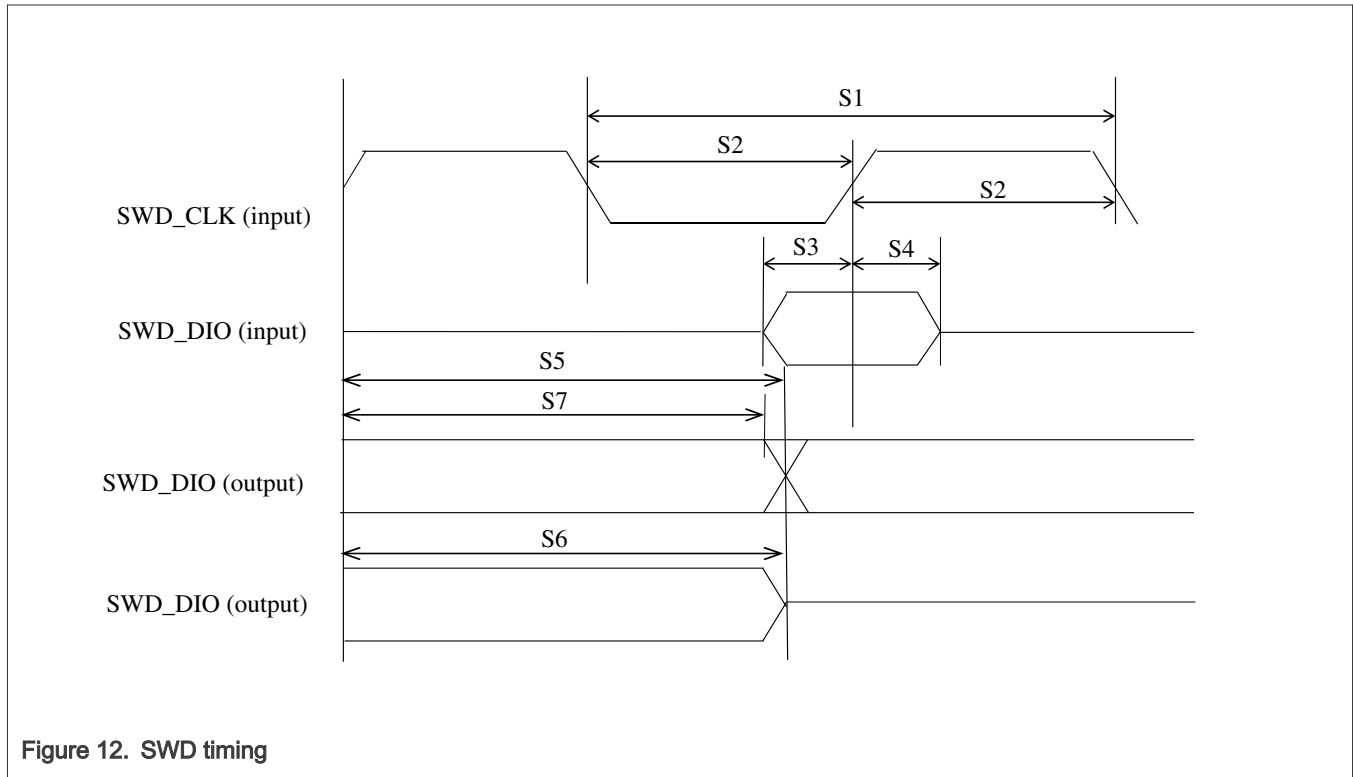 S1
S2
S2
SWD_CLK (input)
S3
S4
SWD_DIO (input)
S5
S7
SWD_DIO (output)
S6
SWD_DIO (output)
Figure 12. SWD timing